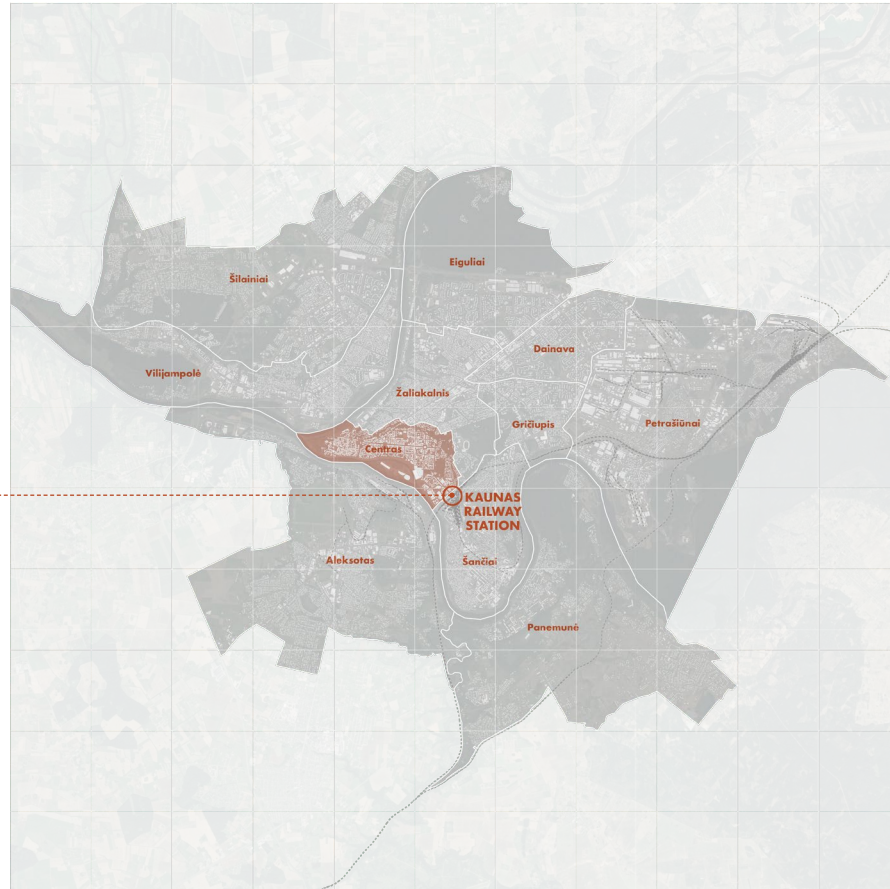 Eiguliai
Šilainiai
Dainava
Vilijampolė
Žaliakalnis
Petrašiūnai
Gričiupis
Centras
KAUNAS
RAILWAY
STATION
Aleksotas
Šančiai
Panemunė